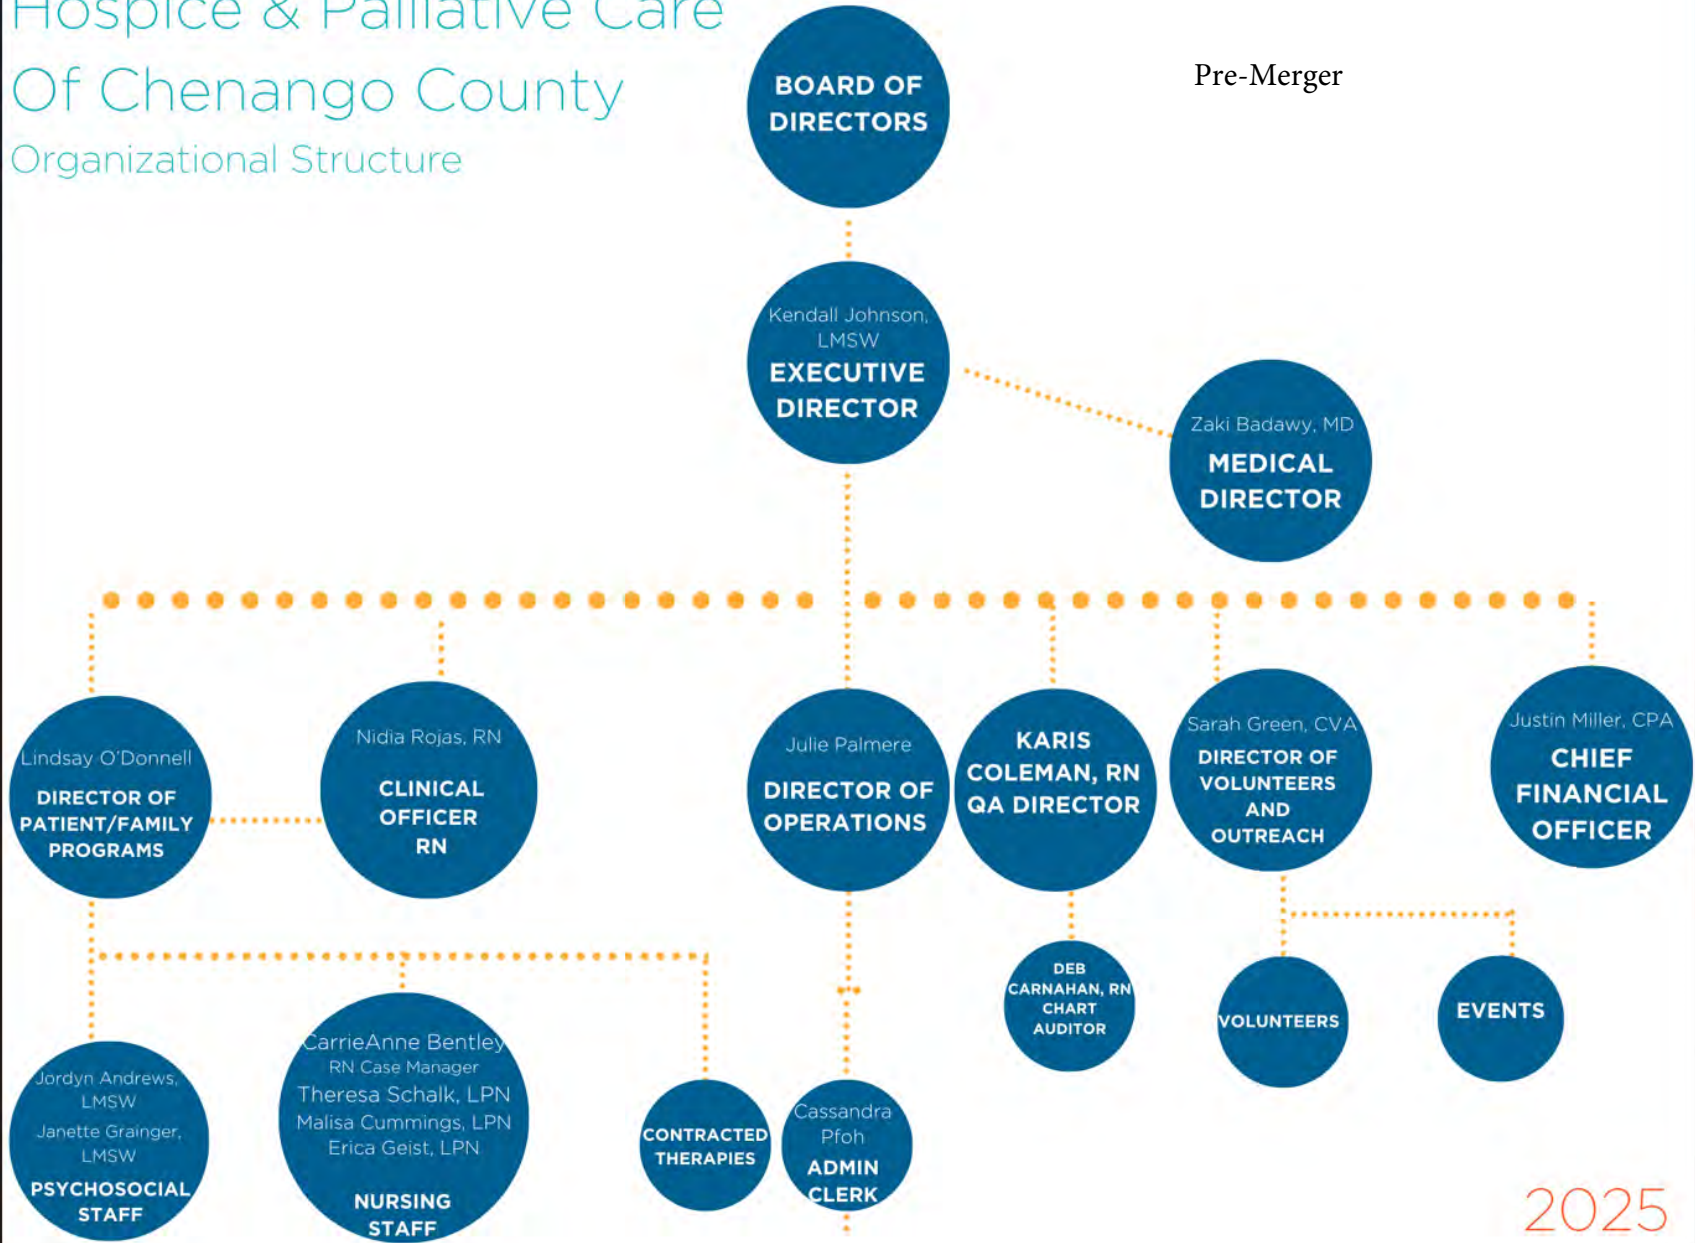 Hospice & Palliative Care
Of Chenango County
Organizational Structure
Pre-Merger
BOARD OF
DIRECTORS
Kendall Johnson,
LMSW
EXECUTIVE
DIRECTOR
Zaki Badawy, MD
MEDICAL
DIRECTOR
Lindsay O'Donnell
DIRECTOR OF
PATIENT/FAMILY
PROGRAMS
Nidia Rojas, RN
CLINICAL
OFFICER
RN
Julie Palmere
DIRECTOR OF
OPERATIONS
KARIS
COLEMAN, RN
QA DIRECTOR
Sarah Green, CVA
DIRECTOR OF
VOLUNTEERS
AND
OUTREACH
Justin Miller, CPA
CHIEF
FINANCIAL
OFFICER
Jordyn Andrews,
LMSW
Janette Grainger,
LMSW
PSYCHOSOCIAL
STAFF
CarrieAnne Bentley
RN Case Manager
Theresa Schalk, LPN
Malisa Cummings, LPN
Erica Geist, LPN
NURSING
STAFF
CONTRACTED
THERAPIES
Cassandra
Pfoh
ADMIN
CLERK
DEB
CARNAHAN, RN
CHART
AUDITOR
VOLUNTEERS
EVENTS
2025